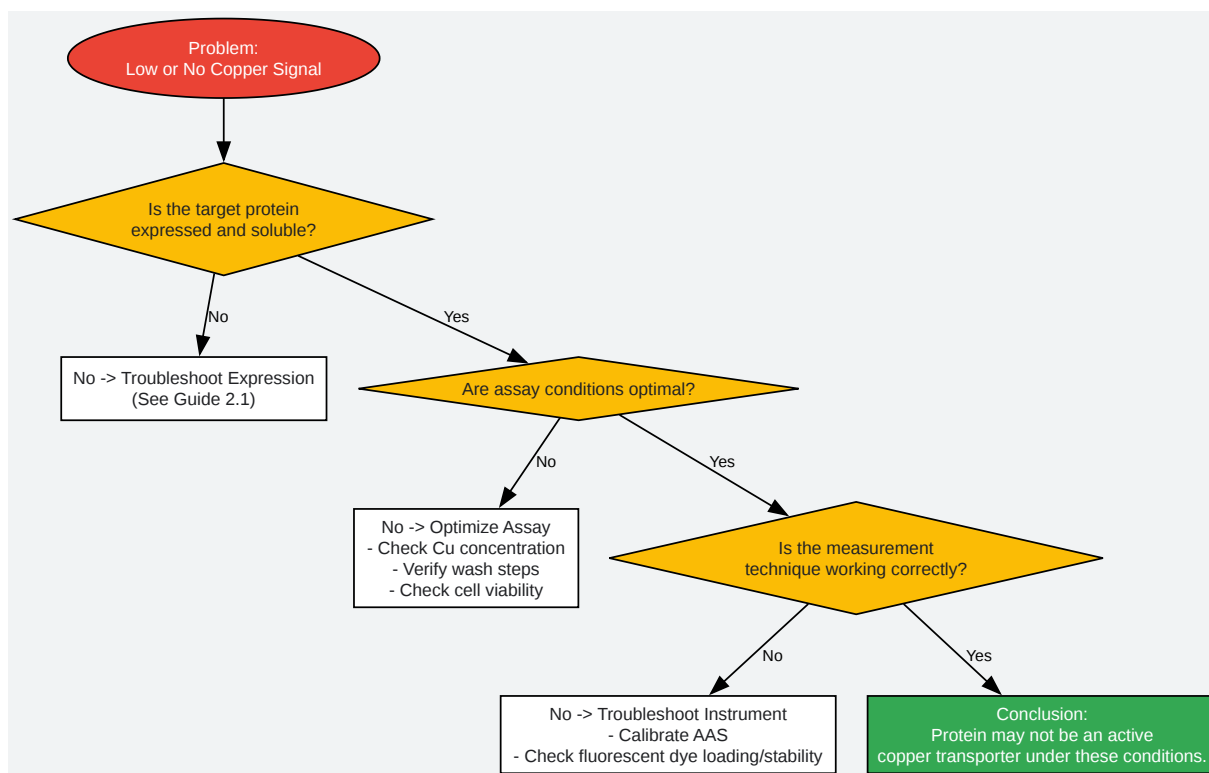 Problem:
Low or No Copper Signal
Is the target protein
expressed and soluble?
No
Yes
No -> Troubleshoot Expression
(See Guide 2.1)
Are assay conditions optimal?
No
Yes
No -> Optimize Assay
- Check Cu concentration
- Verify wash steps
- Check cell viability
Is the measurement
technique working correctly?
No
Yes
No -> Troubleshoot Instrument
- Calibrate AAS
- Check fluorescent dye loading/stability
Conclusion:
Protein may not be an active
copper transporter under these conditions.